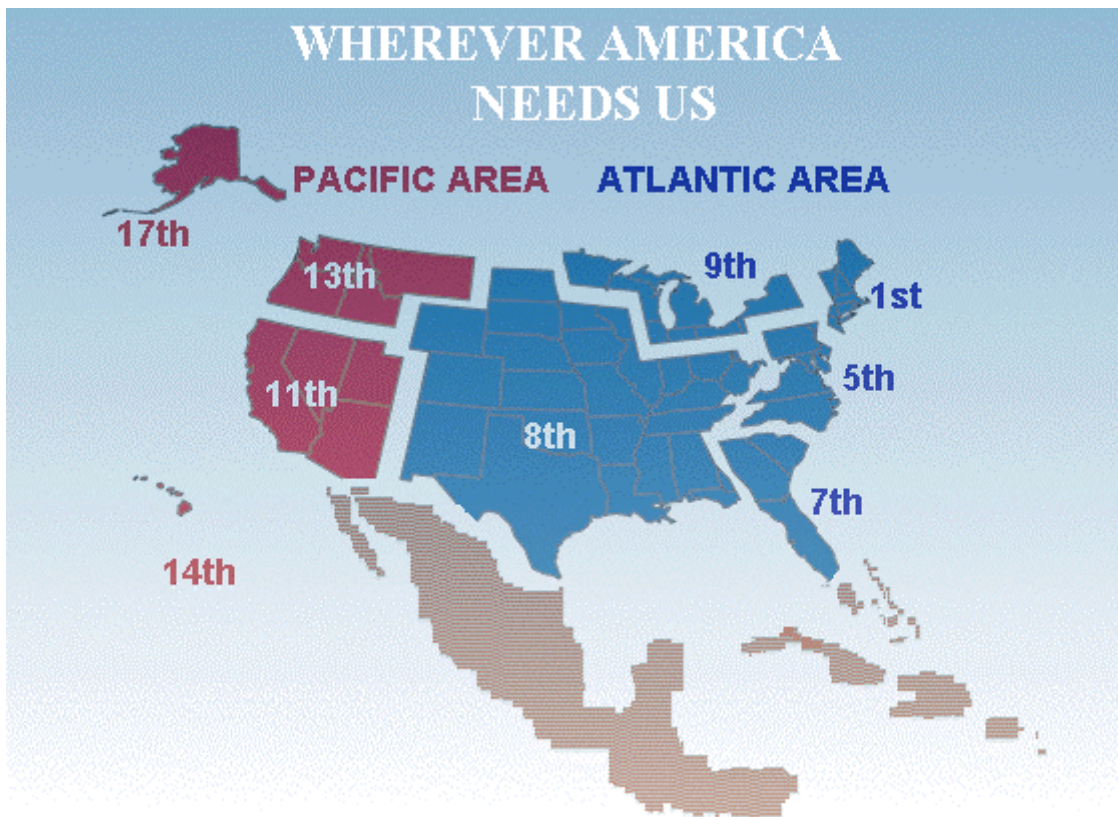 WHEREVER AMERICA
NEEDS US
PACIFIC AREA
ATLANTIC AREA
17th
13th
9th
1st
11th
5th
8th
7th
14th